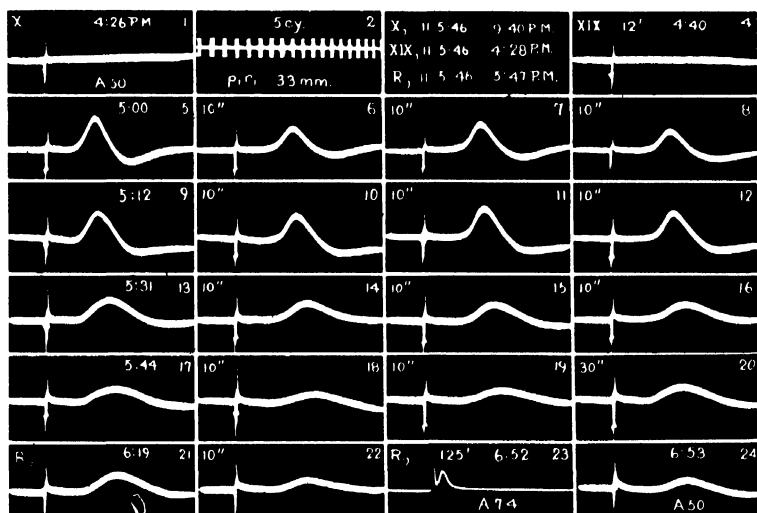 X 4:26 PM 1
A 50
5 cy. 2
33 mm.
X, 11 5·46 9:40 P.M.
XIX, 11 5·46 4:28 P.M.
R, 11 5·46 5:47 P.M.
XIX 12' 4:40 4
5:00 5
10" 6
10" 7
10" 8
5:12 9
10" 10
10" 11
10" 12
5:31 13
10" 14
10" 15
10" 16
5:44 17
10" 18
10" 19
30" 20
R, 6:19 21
10" 22
R, 125' 6:52 23
A 74
6:53 24
A 50